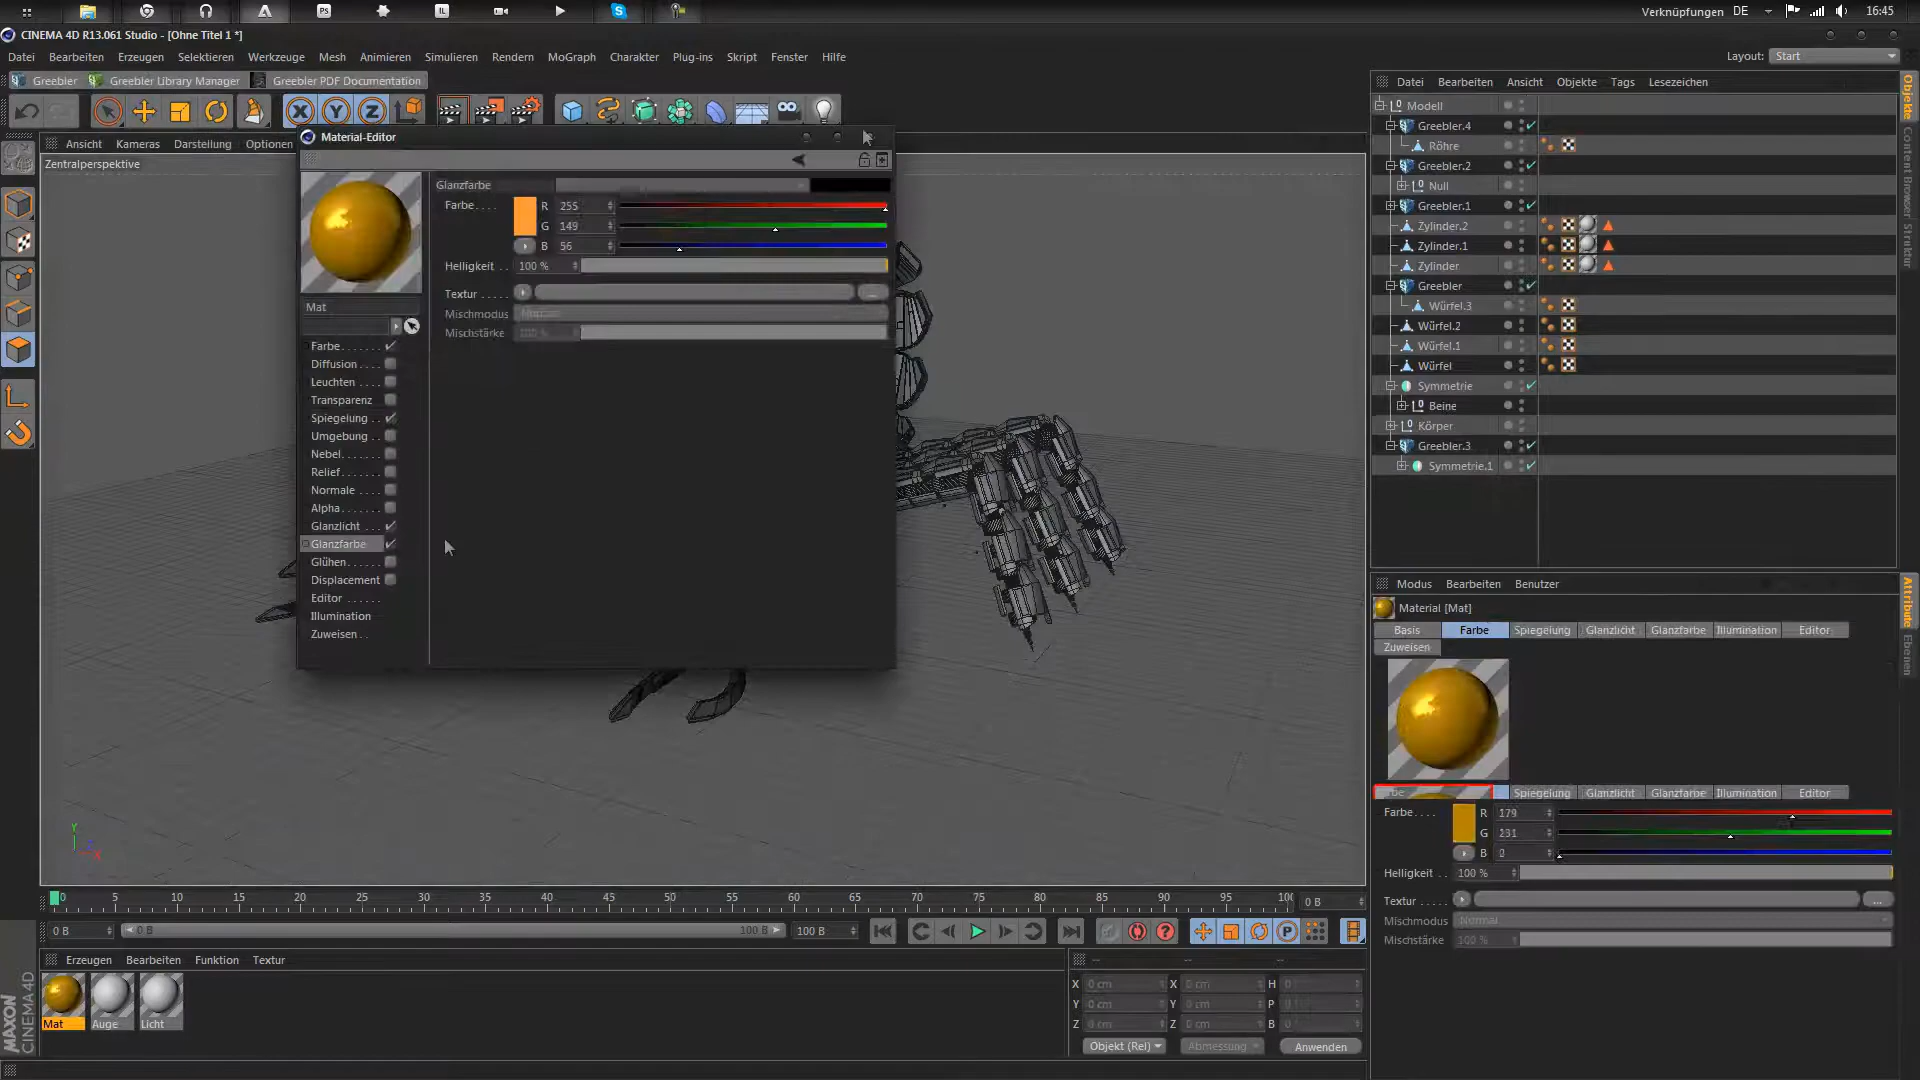 Verknüpfungen DE 16:45
CINEMA 4D R13.061 Studio - [Ohne Titel 1 *]
Datei Bearbeiten Erzeugen Selektieren Werkzeuge Mesh Animieren Simulieren Rendern MoGraph Charakter Plug-ins Skript Fenster Hilfe
Layout: Start
Greebler Greebler Library Manager Greebler PDF Documentation
Ansicht Kameras Darstellung Optionen
Zentralperspektive
Material-Editor
Glanzfarbe
Farbe .... R 255
G 149
B 56
Helligkeit .. 100 %
Textur ..... ...
Mischmodus
Mischstärke
Mat
Farbe
Diffusion
Leuchten
Transparenz
Spiegelung
Umgebung
Nebel
Relief
Normale
Alpha
Glanzlicht
Glanzfarbe
Glühen
Displacement
Editor
Illumination
Zuweisen
Datei Bearbeiten Ansicht Objekte Tags Lesezeichen
Modell
Greebler.4
Röhre
Greebler.2
Null
Greebler.1
Zylinder.2
Zylinder.1
Zylinder
Greebler
Würfel.3
Würfel.2
Würfel.1
Würfel
Symmetrie
Beine
Körper
Greebler.3
Symmetrie.1
Objekte
Content Browser
Struktur
Modus Bearbeiten Benutzer
Material [Mat]
Basis Farbe Spiegelung Glanzlicht Glanzfarbe Illumination Editor
Zuweisen
Spiegelung Glanzlicht Glanzfarbe Illumination Editor
Farbe .... R 179
G 231
B 0
Helligkeit .. 100 %
Textur ..... ...
Mischmodus Normal
Mischstärke 100 %
Attribute
Ebenen
Y
Z
X
0 5 10 15 20 25 30 35 40 45 50 55 60 65 70 75 80 85 90 95 0 B
0 B 0 B 100 B 100 B
Erzeugen Bearbeiten Funktion Textur
Mat Auge Licht
-- -- --
X 0 cm X 0 cm H 0
Y 0 cm Y 0 cm P 0
Z 0 cm Z 0 cm B 0
Objekt (Rel) Abmessung Anwenden
MAXON
CINEMA 4D